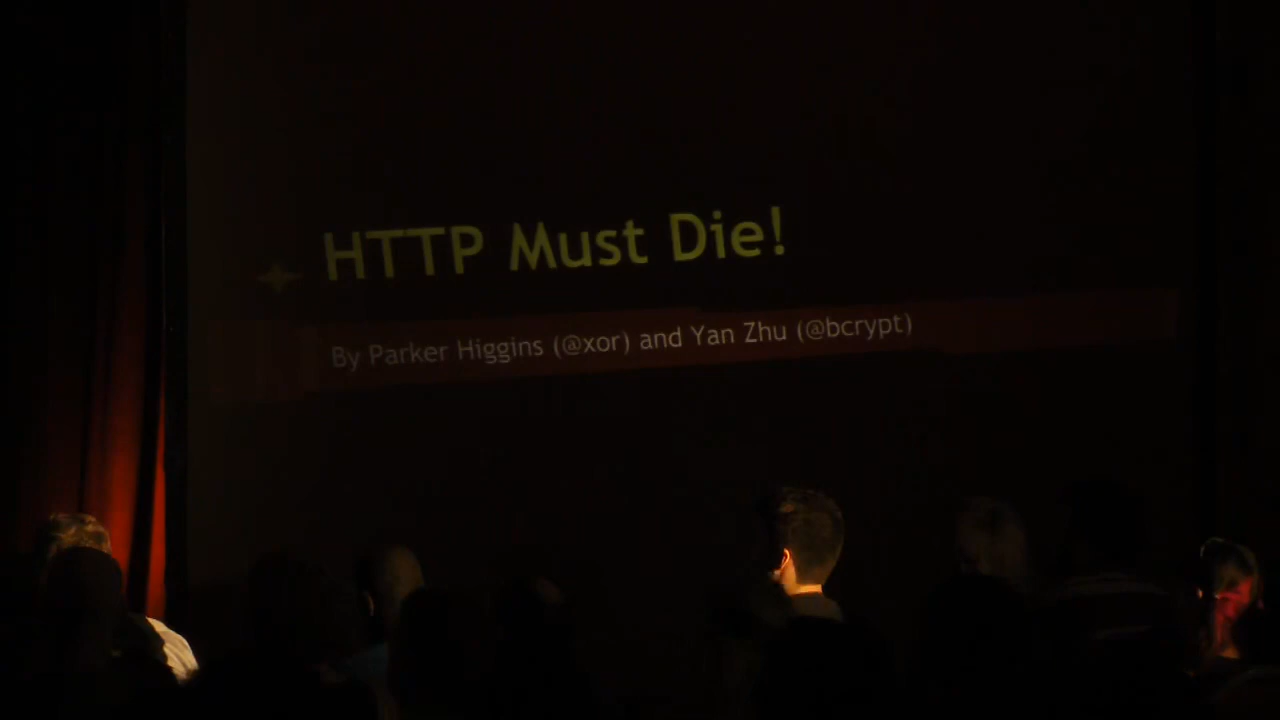 HTTP Must Die!
By Parker Higgins (@xor) and Yan Zhu (@bcrypt)